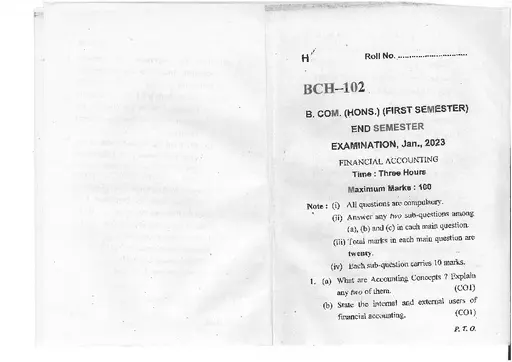 H
Roll No. ..............................
BCH–102
B. COM. (HONS.) (FIRST SEMESTER)
END SEMESTER
EXAMINATION, Jan., 2023
FINANCIAL ACCOUNTING
Time : Three Hours
Maximum Marks : 100
Note : (i) All questions are compulsory.
(ii) Answer any two sub-questions among
(a), (b) and (c) in each main question.
(iii) Total marks in each main question are
twenty.
(iv) Each sub-question carries 10 marks.
1. (a) What are Accounting Concepts ? Explain
any two of them. (CO1)
(b) State the internal and external users of
financial accounting. (CO1)
P. T. O.